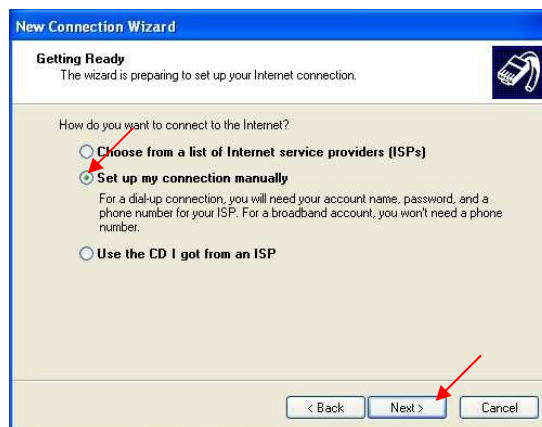 New Connection Wizard
Getting Ready
The wizard is preparing to set up your Internet connection.
How do you want to connect to the Internet?
Choose from a list of Internet service providers (ISPs)
Set up my connection manually
For a dial-up connection, you will need your account name, password, and a
phone number for your ISP. For a broadband account, you won't need a phone
number.
Use the CD I got from an ISP
< Back Next > Cancel